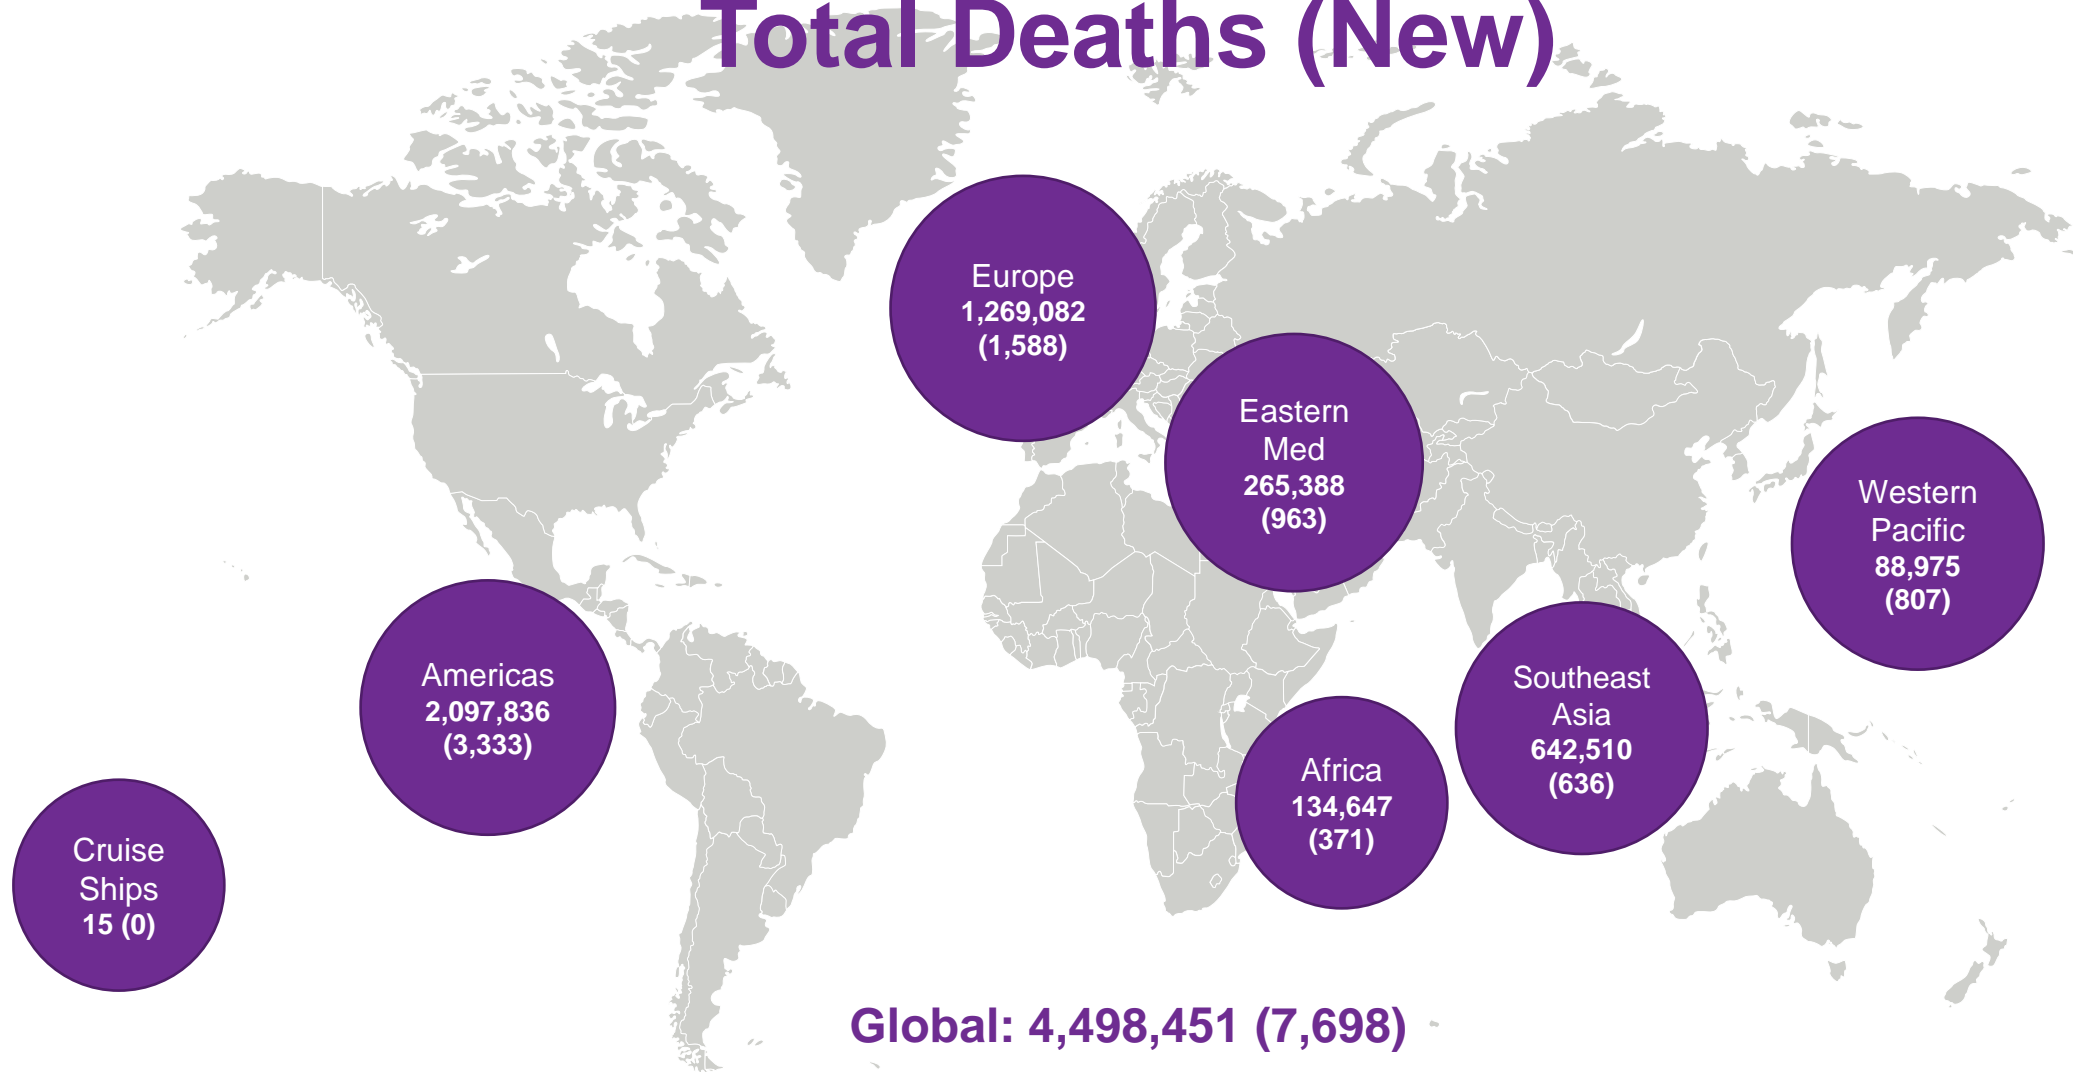 Total Deaths (New)
Europe
1,269,082
(1,588)
Eastern
Med
265,388
(963)
Western
Pacific
88,975
(807)
Americas
2,097,836
(3,333)
Southeast
Asia
642,510
(636)
Africa
134,647
(371)
Cruise
Ships
15 (0)
Global: 4,498,451 (7,698)